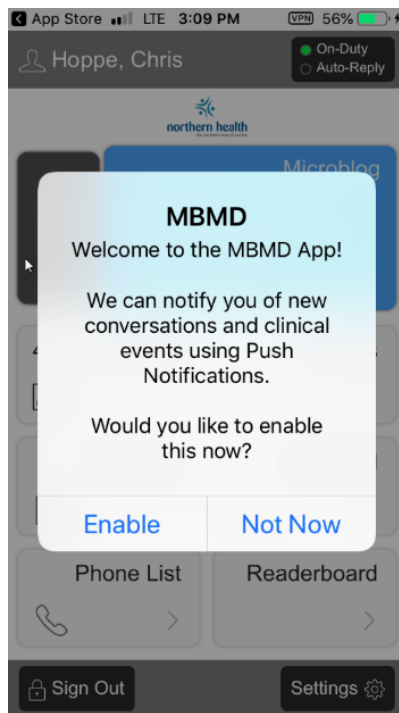 App Store LTE 3:09 PM VPN 56%
Hoppe, Chris
On-Duty
Auto-Reply
northern health
Microblog
MBMD
Welcome to the MBMD App!
We can notify you of new
conversations and clinical
events using Push
Notifications.
Would you like to enable
this now?
Enable Not Now
Phone List Readerboard
Sign Out Settings